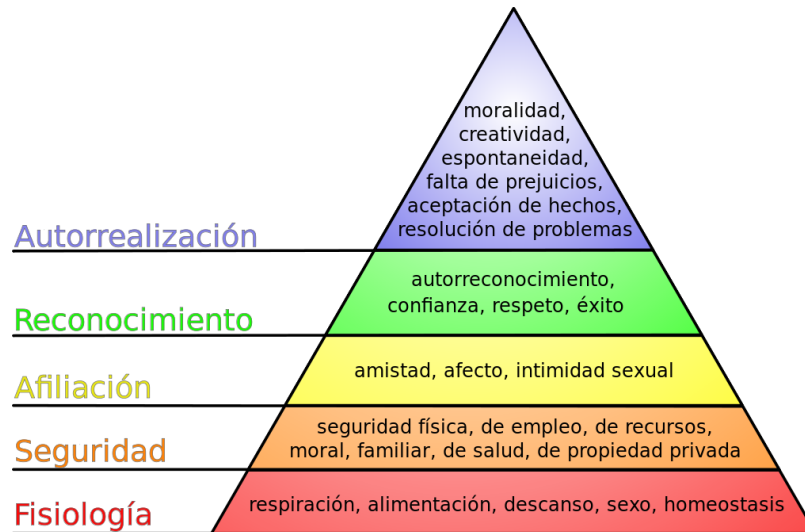 moralidad,
creatividad,
espontaneidad,
falta de prejuicios,
aceptación de hechos,
resolución de problemas
Autorrealización
autorreconocimiento,
confianza, respeto, éxito
Reconocimiento
amistad, afecto, intimidad sexual
Afiliación
seguridad física, de empleo, de recursos,
moral, familiar, de salud, de propiedad privada
Seguridad
respiración, alimentación, descanso, sexo, homeostasis
Fisiología